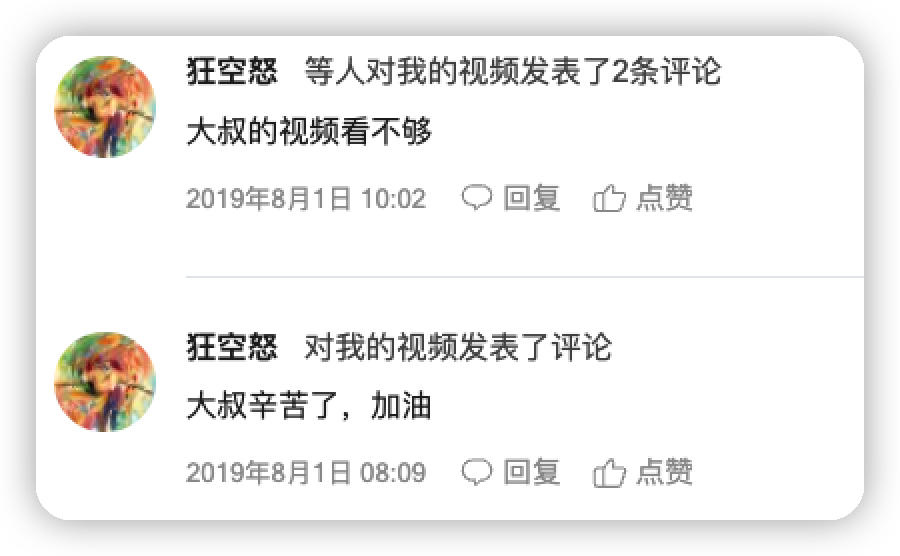 狂空怒 等人对我的视频发表了2条评论
大叔的视频看不够
2019年8月1日 10:02 回复 点赞
狂空怒 对我的视频发表了评论
大叔辛苦了，加油
2019年8月1日 08:09 回复 点赞